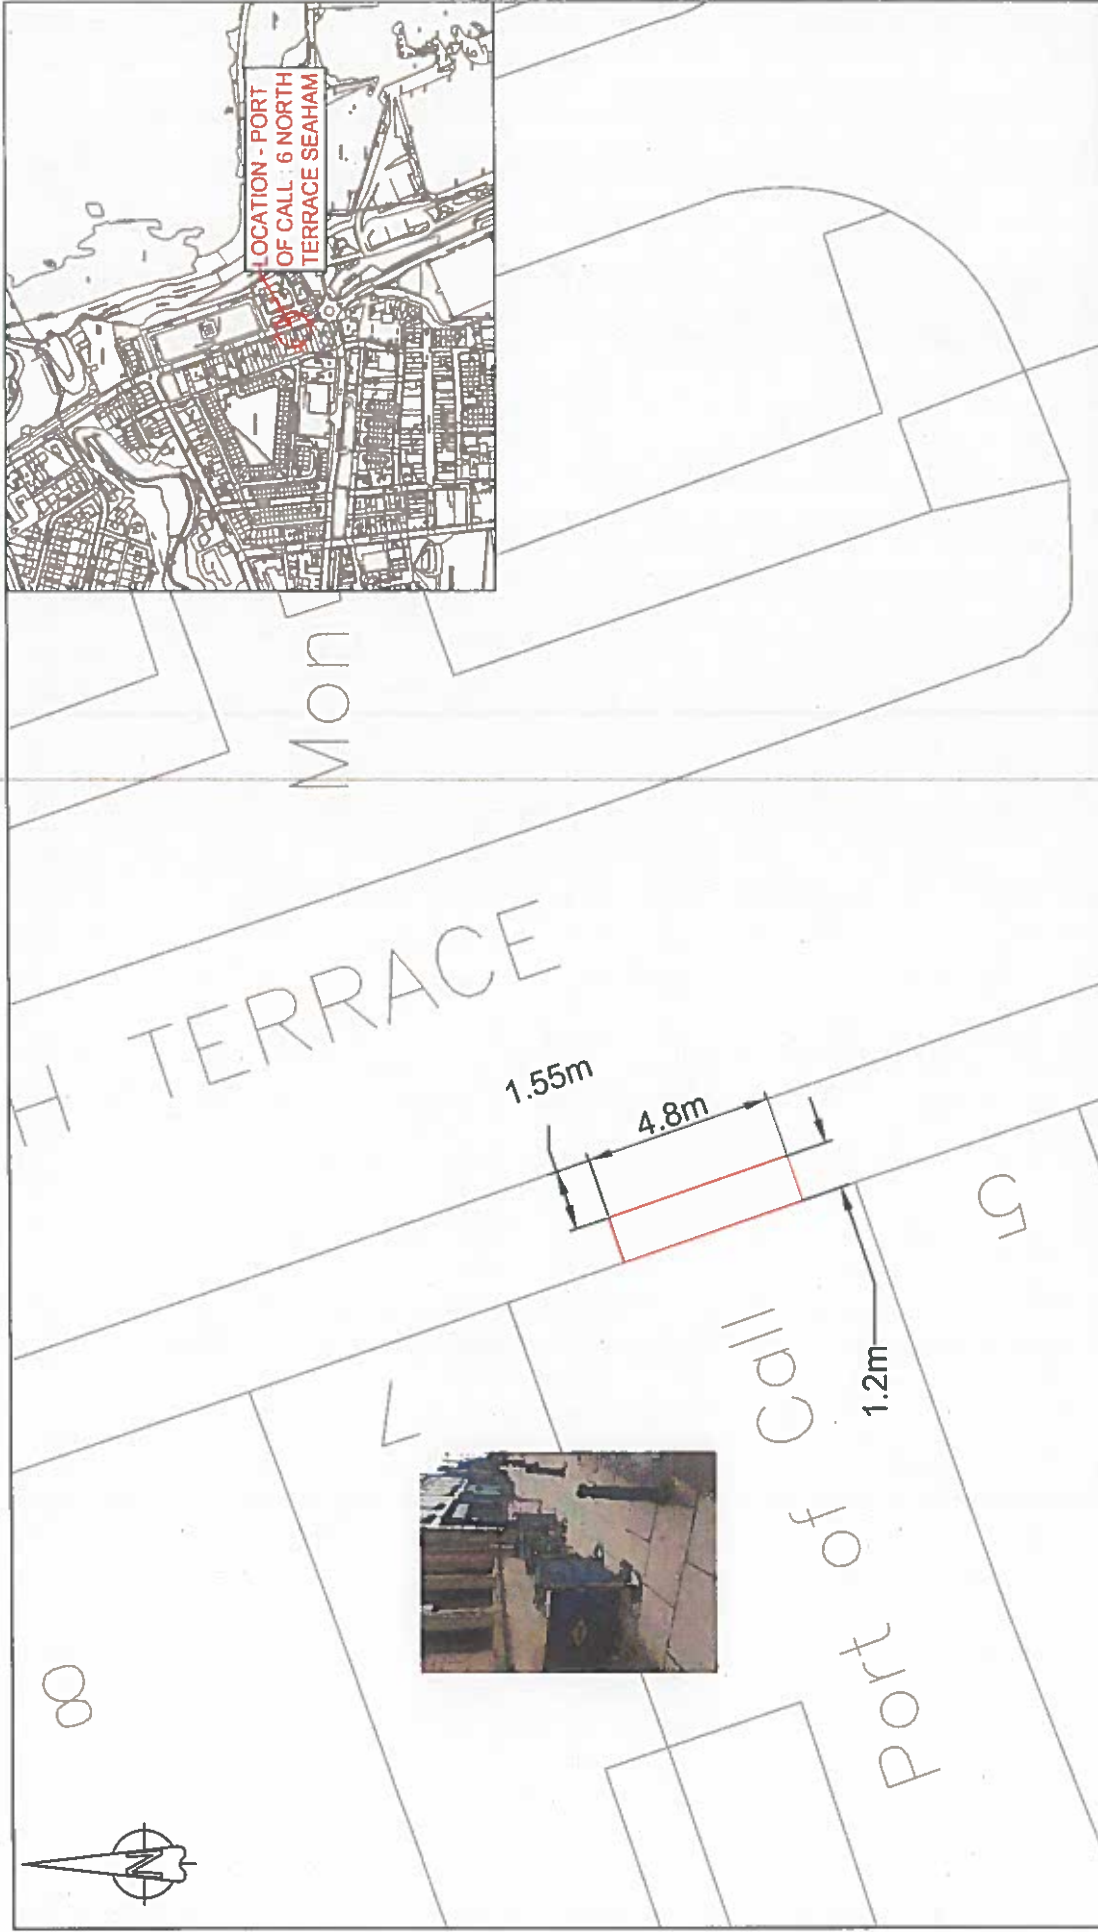 LOCATION - PORT
OF CALL : 6 NORTH
TERRACE SEAHAM
Mon
H TERRACE
1.55m
4.8m
1.2m
5
7
8
Port of Call
N